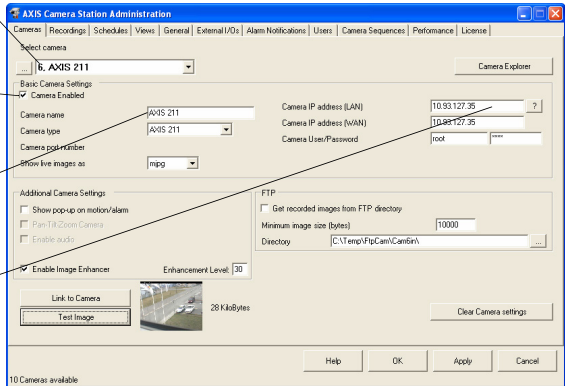 AXIS Camera Station Administration
Cameras Recordings Schedules Views General External I/Os Alarm Notifications Users Camera Sequences Performance License
Select camera
... 6, AXIS 211 Camera Explorer
Basic Camera Settings
Camera Enabled
Camera name AXIS 211 Camera IP address (LAN) 10.93.127.35 ?
Camera type AXIS 211 Camera IP address (WAN) 10.93.127.35
Camera port number Camera User/Password root ****
Show live images as mjpg
Additional Camera Settings FTP
Show pop-up on motion/alarm Get recorded images from FTP directory
Pan-Tilt-Zoom Camera Minimum image size (bytes) 10000
Enable audio Directory C:\Temp\FtpCam\Cam6in\ ...
Enable Image Enhancer Enhancement Level: 30
Link to Camera 28 KiloBytes
Test Image Clear Camera settings
Help OK Apply Cancel
10 Cameras available